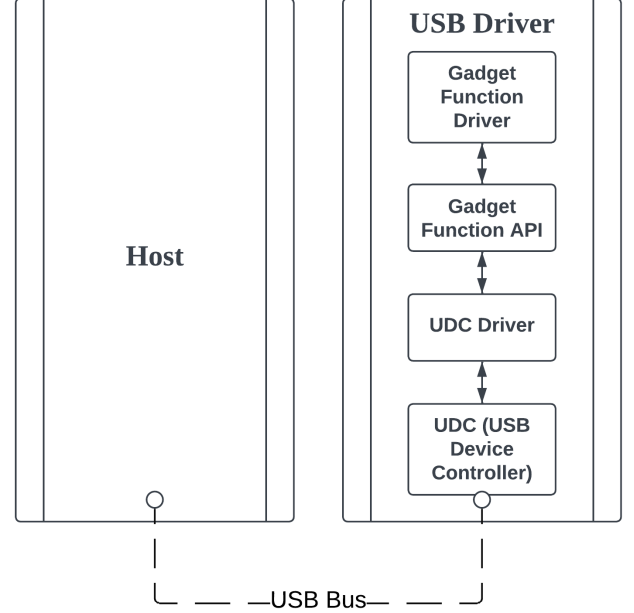 USB Driver
Gadget
Function
Driver
Gadget
Function API
Host
UDC Driver
UDC (USB
Device
Controller)
USB Bus